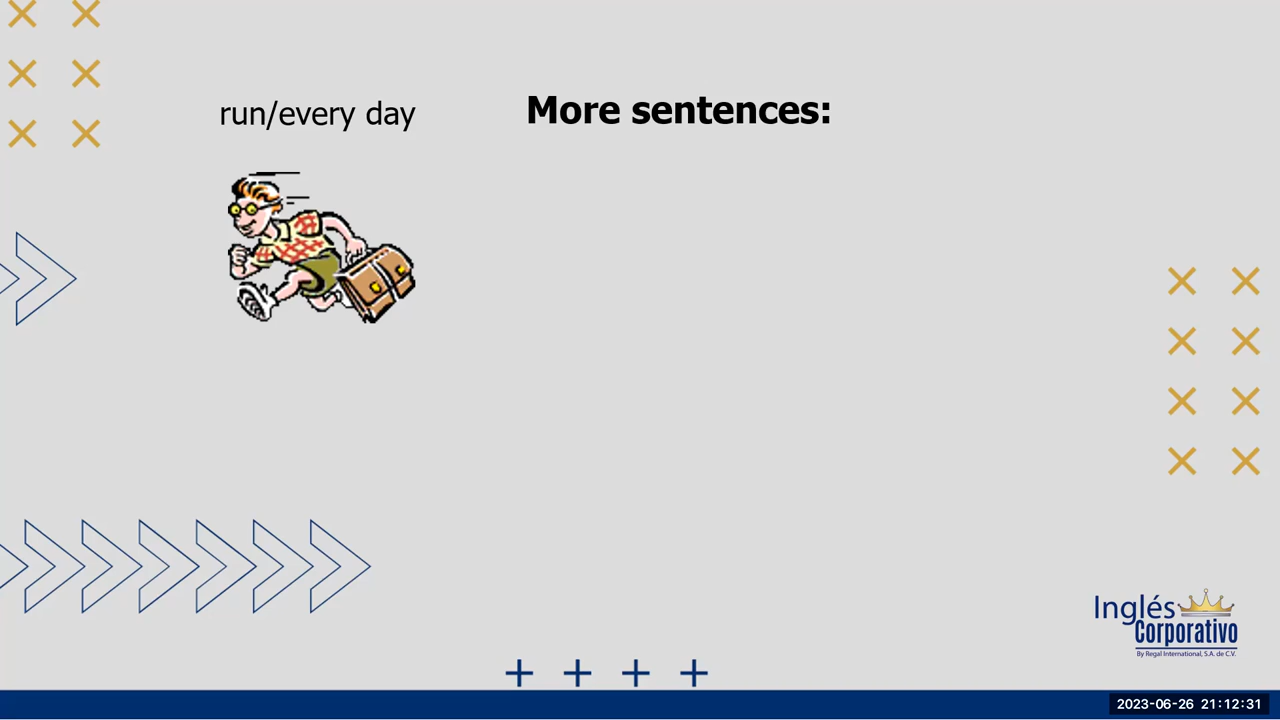 run/every day
More sentences:
Inglés
Corporativo
By Regal International, S.A. de C.V.
2023-06-26 21:12:31